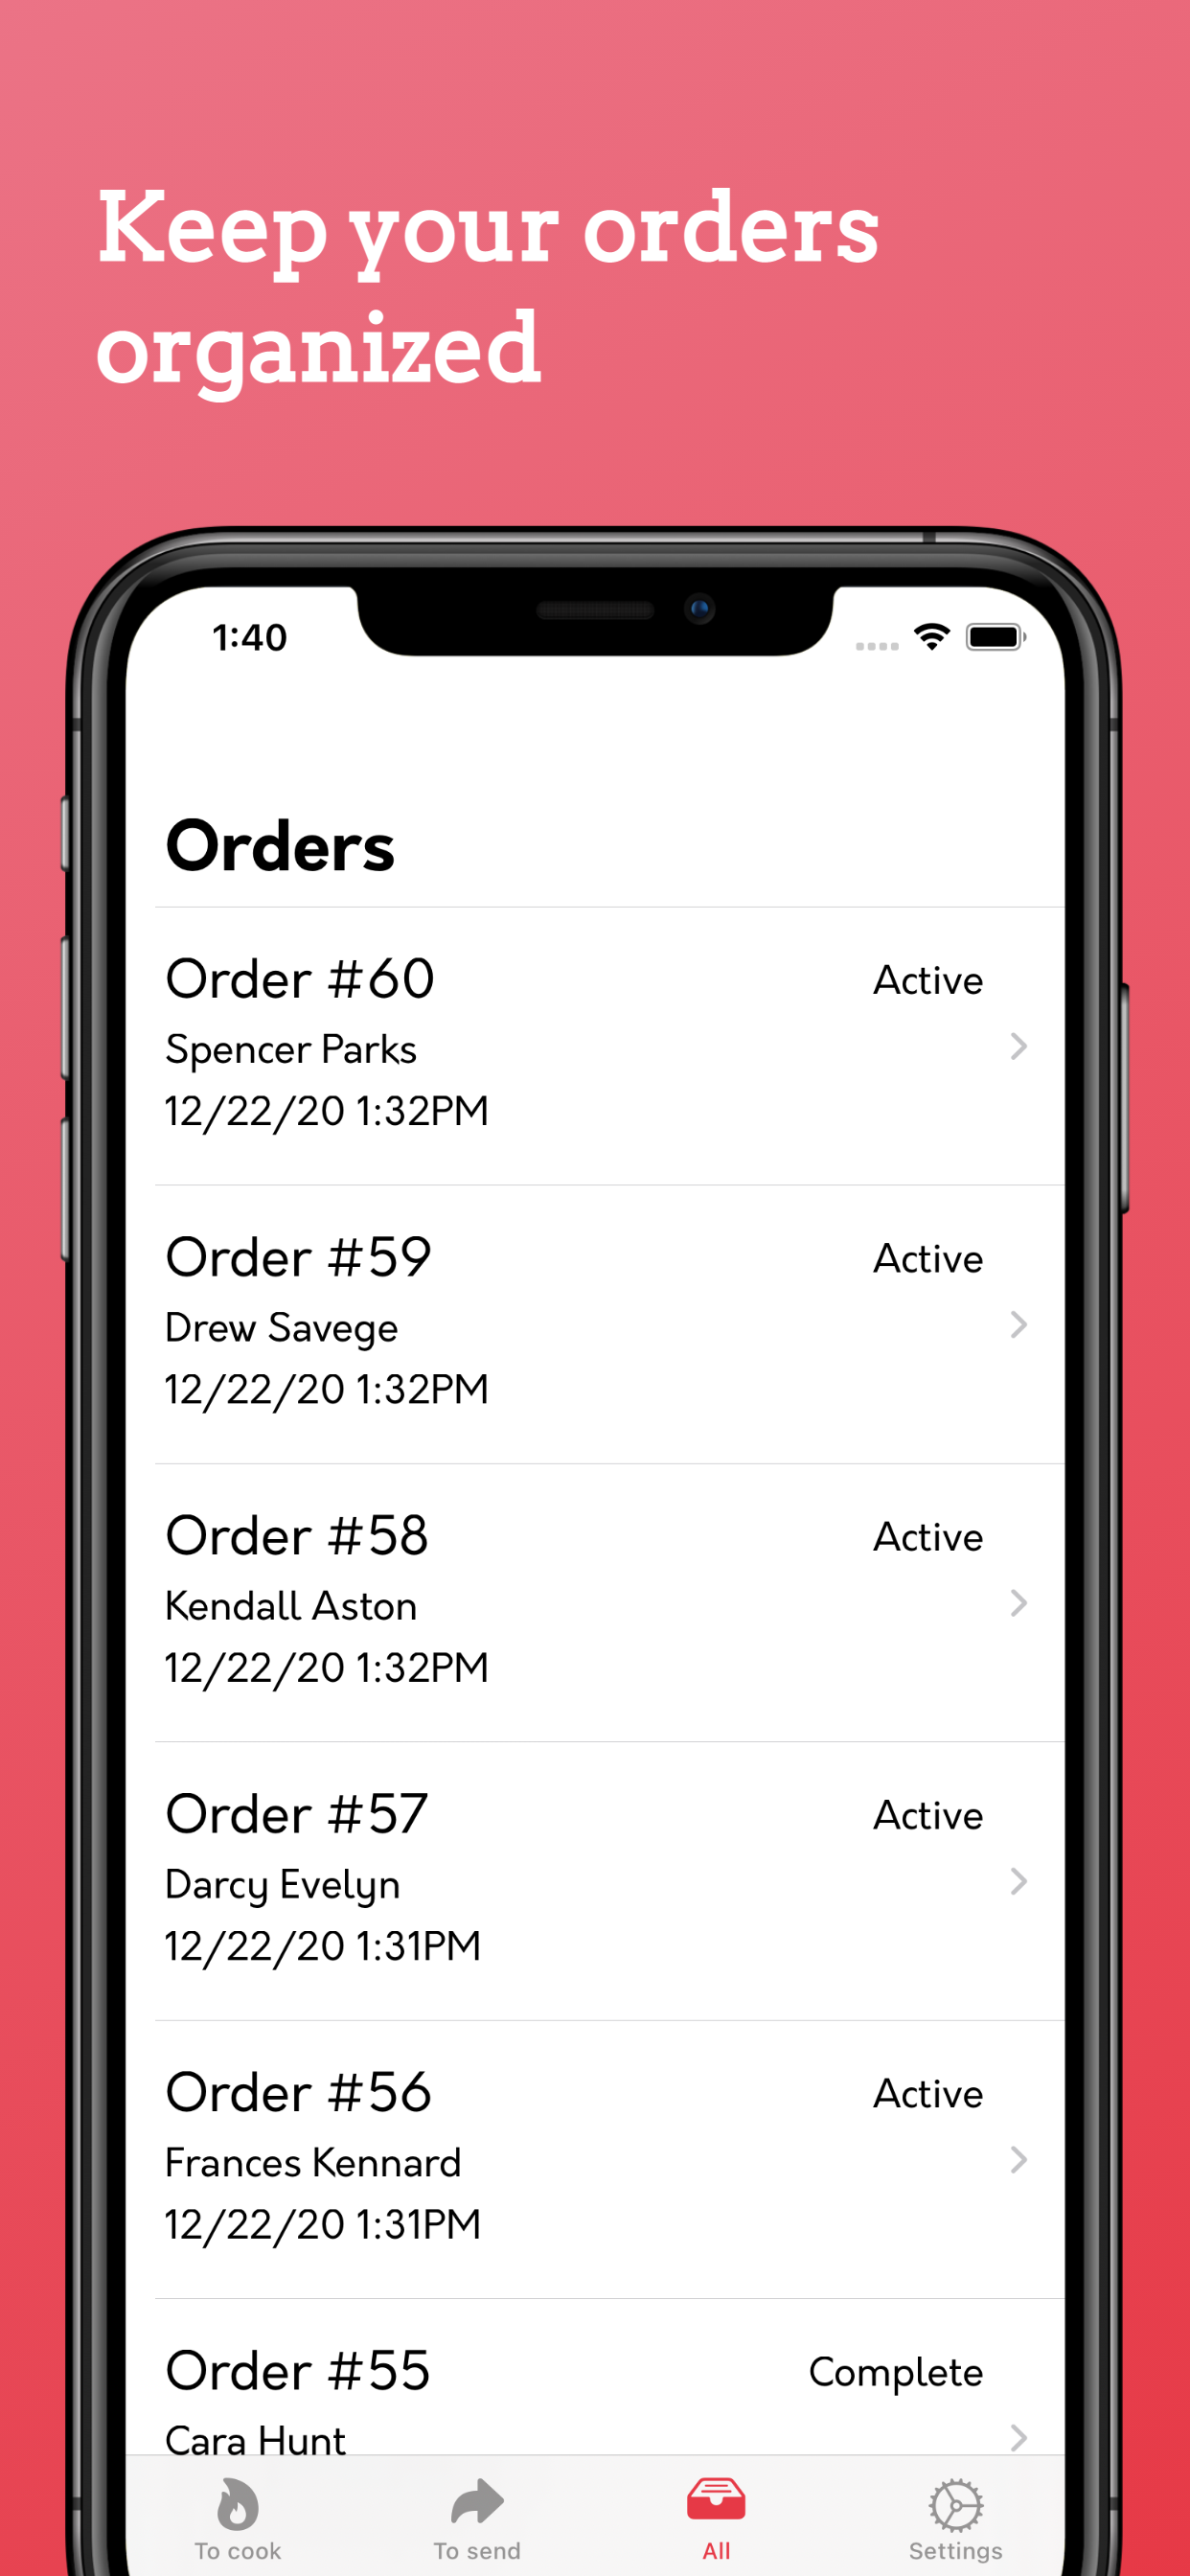 Keep your orders
organized
1:40
Orders
Order #60
Active
Spencer Parks
12/22/20 1:32PM
Order #59
Active
Drew Savege
12/22/20 1:32PM
Order #58
Active
Kendall Aston
12/22/20 1:32PM
Order #57
Active
Darcy Evelyn
12/22/20 1:31PM
Order #56
Active
Frances Kennard
12/22/20 1:31PM
Order #55
Complete
Cara Hunt
To cook
To send
All
Settings